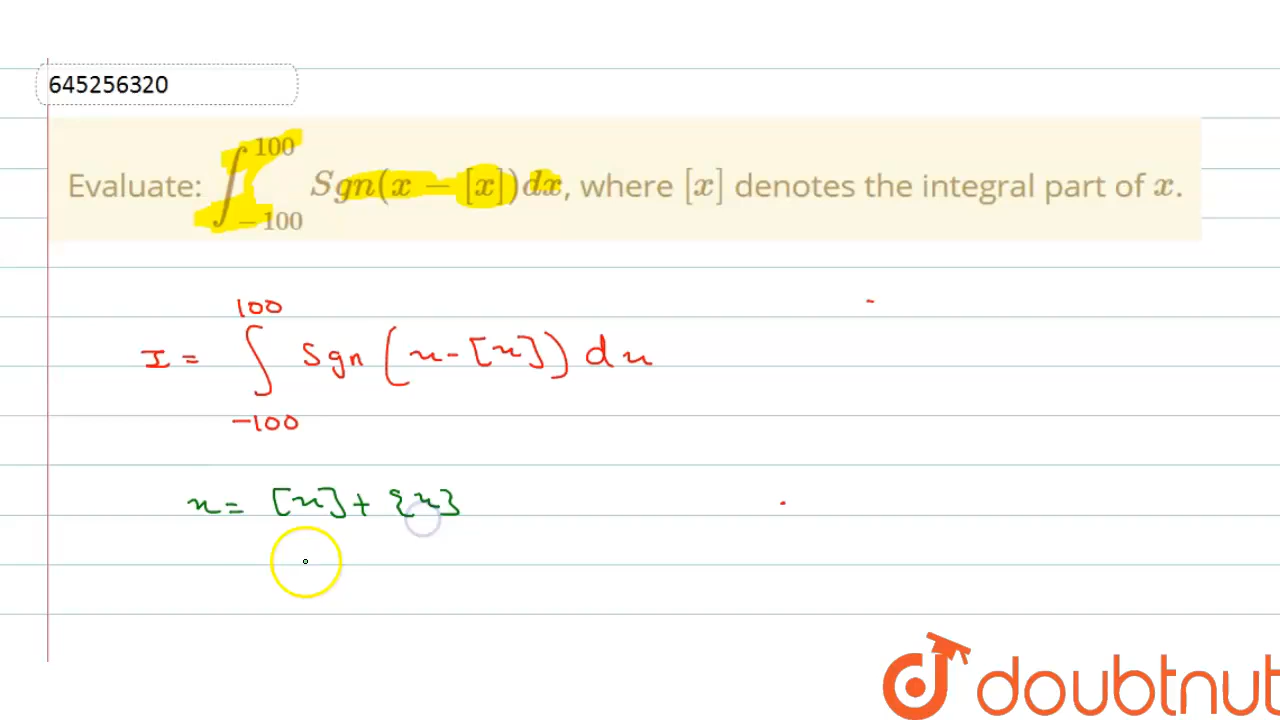 645256320
Evaluate: ∫_{-100}^{100} Sgn(x − [x])dx, where [x] denotes the integral part of x.
I = ∫_{-100}^{100} Sgn(x-[x]) dx
x = [x] + {x}
doubtnut